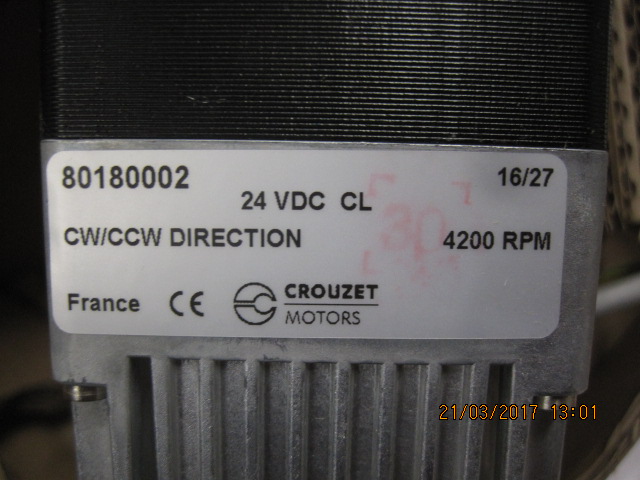 80180002 16/27
24 VDC CL
30
CW/CCW DIRECTION 4200 RPM
France CE CROUZET
MOTORS
21/03/2017 13:01